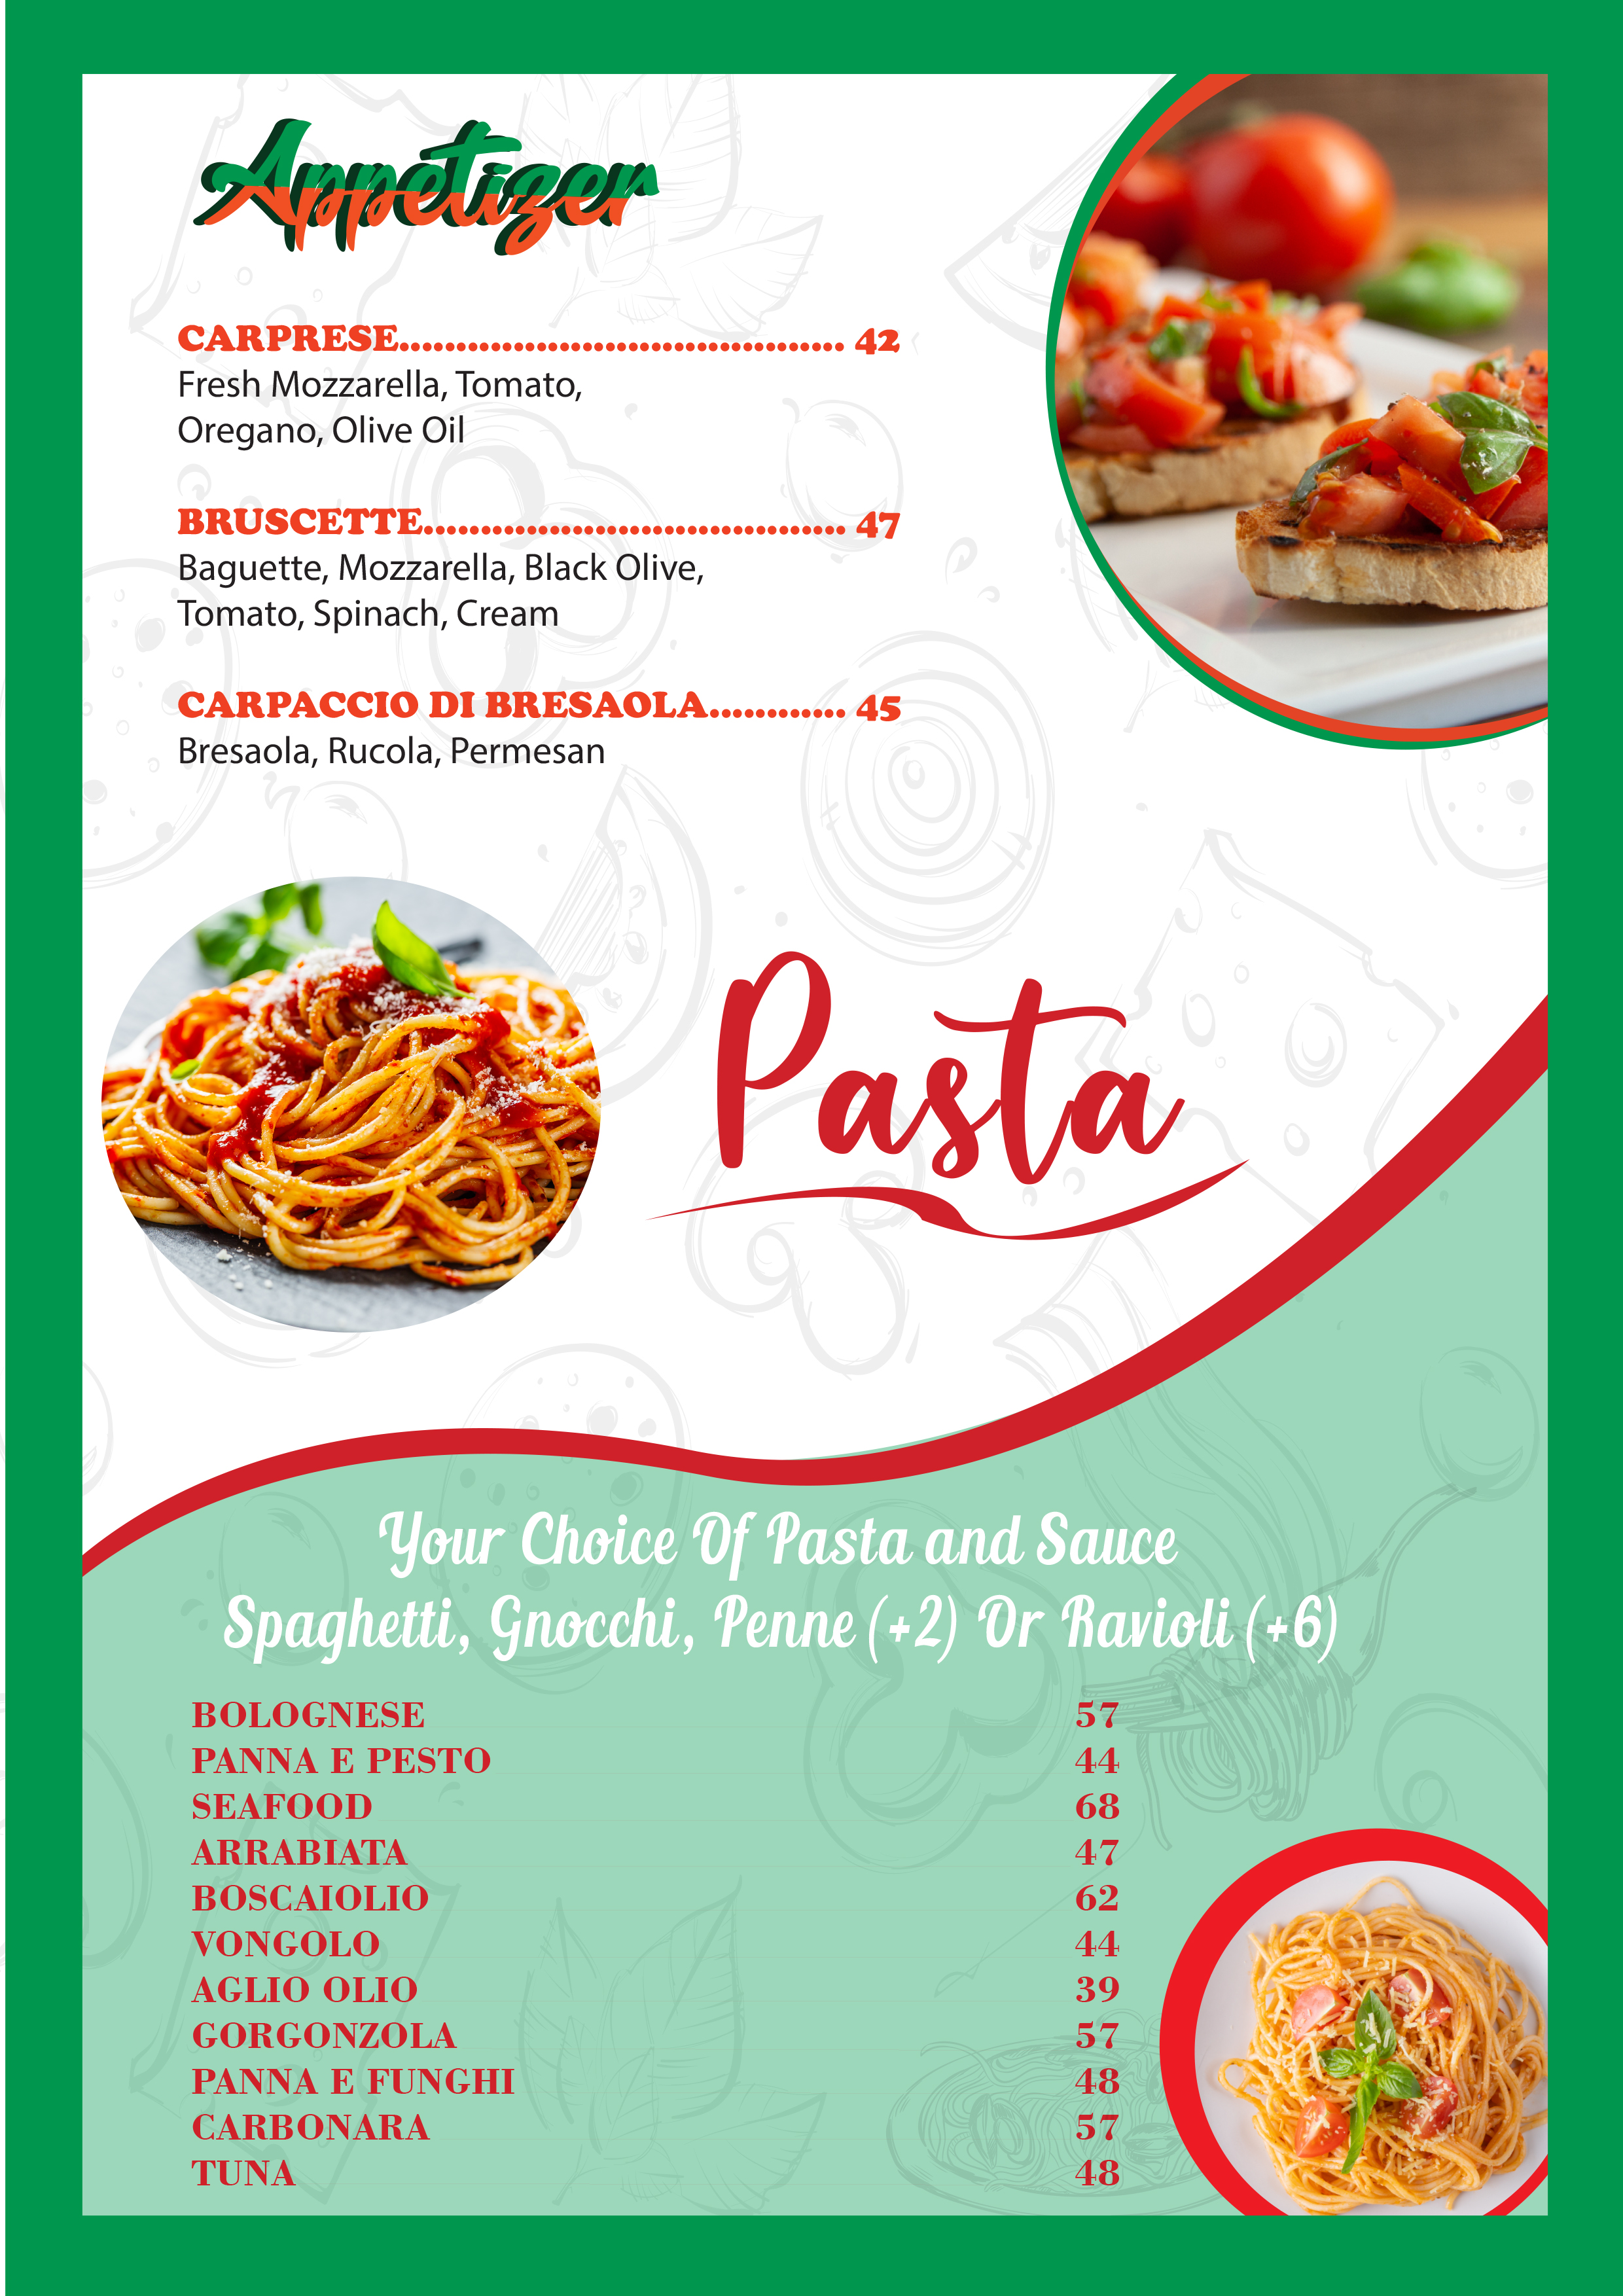 Appetizer
CARPRESE....................................... 42
Fresh Mozzarella, Tomato,
Oregano, Olive Oil
BRUSCETTE..................................... 47
Baguette, Mozzarella, Black Olive,
Tomato, Spinach, Cream
CARPACCIO DI BRESAOLA............ 45
Bresaola, Rucola, Permesan
Pasta
Your Choice Of Pasta and Sauce
Spaghetti, Gnocchi, Penne (+2) Or Ravioli (+6)
BOLOGNESE 57
PANNA E PESTO 44
SEAFOOD 68
ARRABIATA 47
BOSCAIOLIO 62
VONGOLO 44
AGLIO OLIO 39
GORGONZOLA 57
PANNA E FUNGHI 48
CARBONARA 57
TUNA 48